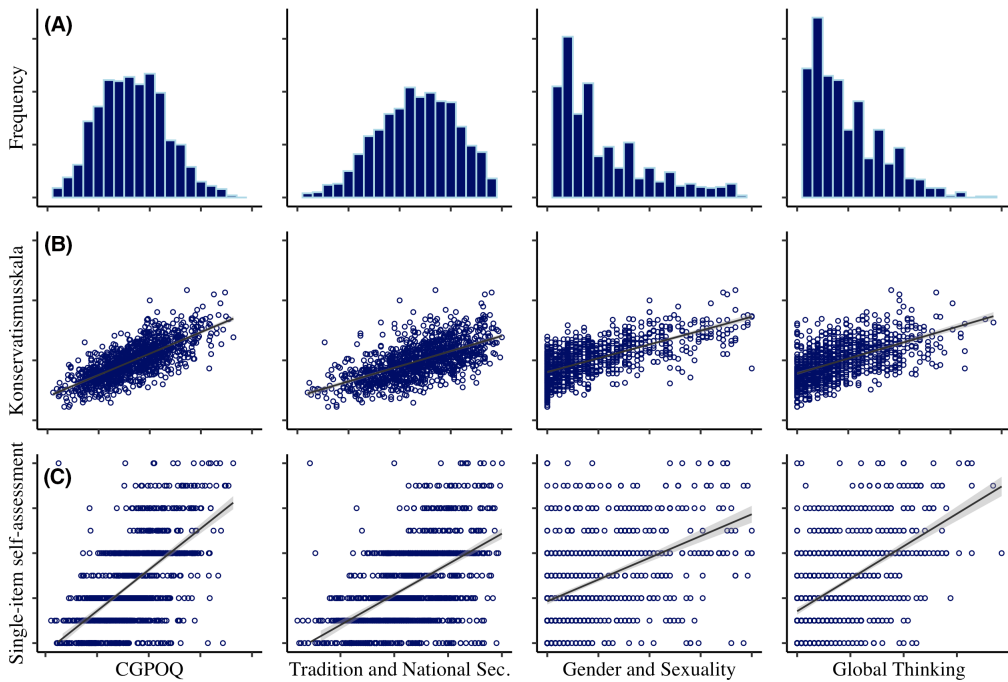 (A)
Frequency
(B)
Konservatismusskala
(C)
Single-item self-assessment
CGPOQ
Tradition and National Sec.
Gender and Sexuality
Global Thinking